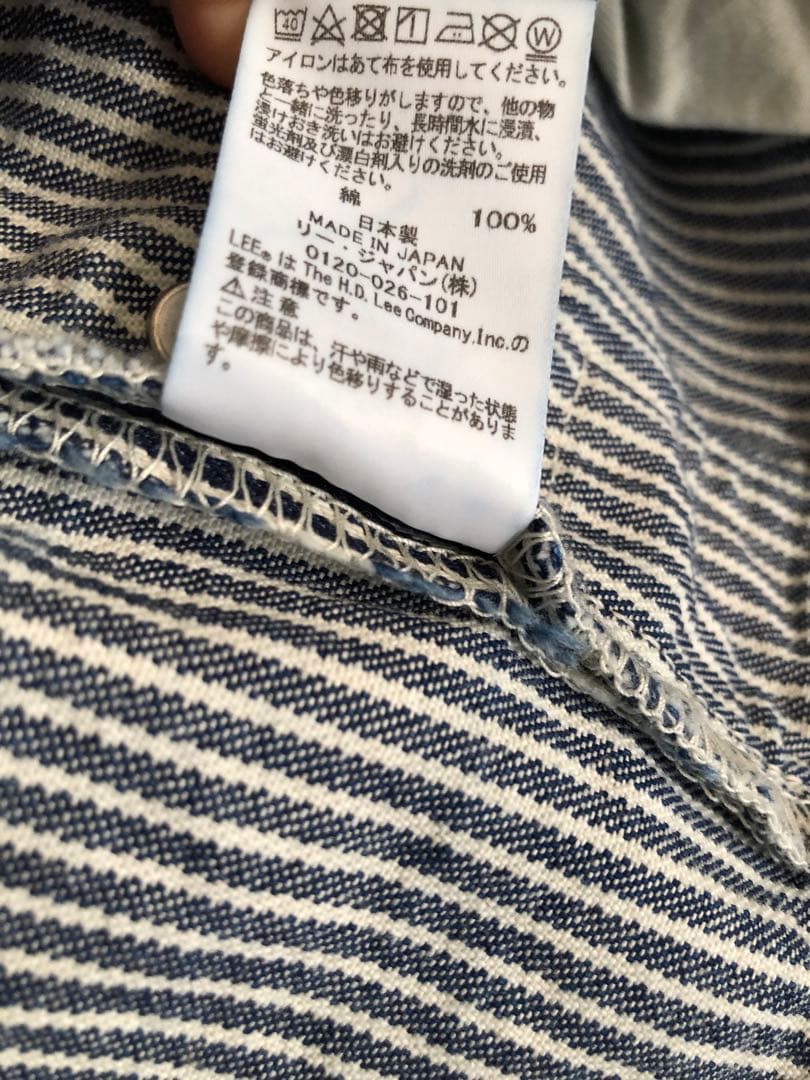 40 W
アイロンはあて布を使用してください。
色落ちや色移りがしますので、他の物
と一緒に洗ったり、長時間水に浸漬、
浸けおき洗いはお避けください。
蛍光剤及び漂白剤入りの洗剤のご使用
はお避けください。
綿 100%
日本製
MADE IN JAPAN
リー・ジャパン(株)
0120-026-101
LEE®は The H.D. Lee Company,Inc.の
登録商標です。
⚠注意
この商品は、汗や雨などで湿った状態
や摩擦により色移りすることがありま
す。